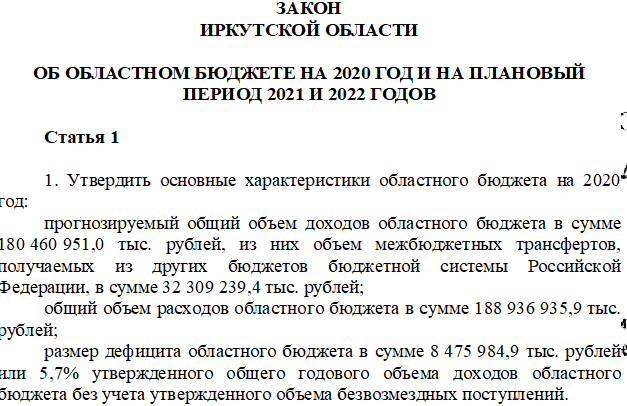 ЗАКОН
ИРКУТСКОЙ ОБЛАСТИ
ОБ ОБЛАСТНОМ БЮДЖЕТЕ НА 2020 ГОД И НА ПЛАНОВЫЙ
ПЕРИОД 2021 И 2022 ГОДОВ
Статья 1
1. Утвердить основные характеристики областного бюджета на 2020
год:
прогнозируемый общий объем доходов областного бюджета в сумме
180 460 951,0 тыс. рублей, из них объем межбюджетных трансфертов,
получаемых из других бюджетов бюджетной системы Российской
Федерации, в сумме 32 309 239,4 тыс. рублей;
общий объем расходов областного бюджета в сумме 188 936 935,9 тыс.
рублей;
размер дефицита областного бюджета в сумме 8 475 984,9 тыс. рублей
или 5,7% утвержденного общего годового объема доходов областного
бюджета без учета утвержденного объема безвозмездных поступлений.